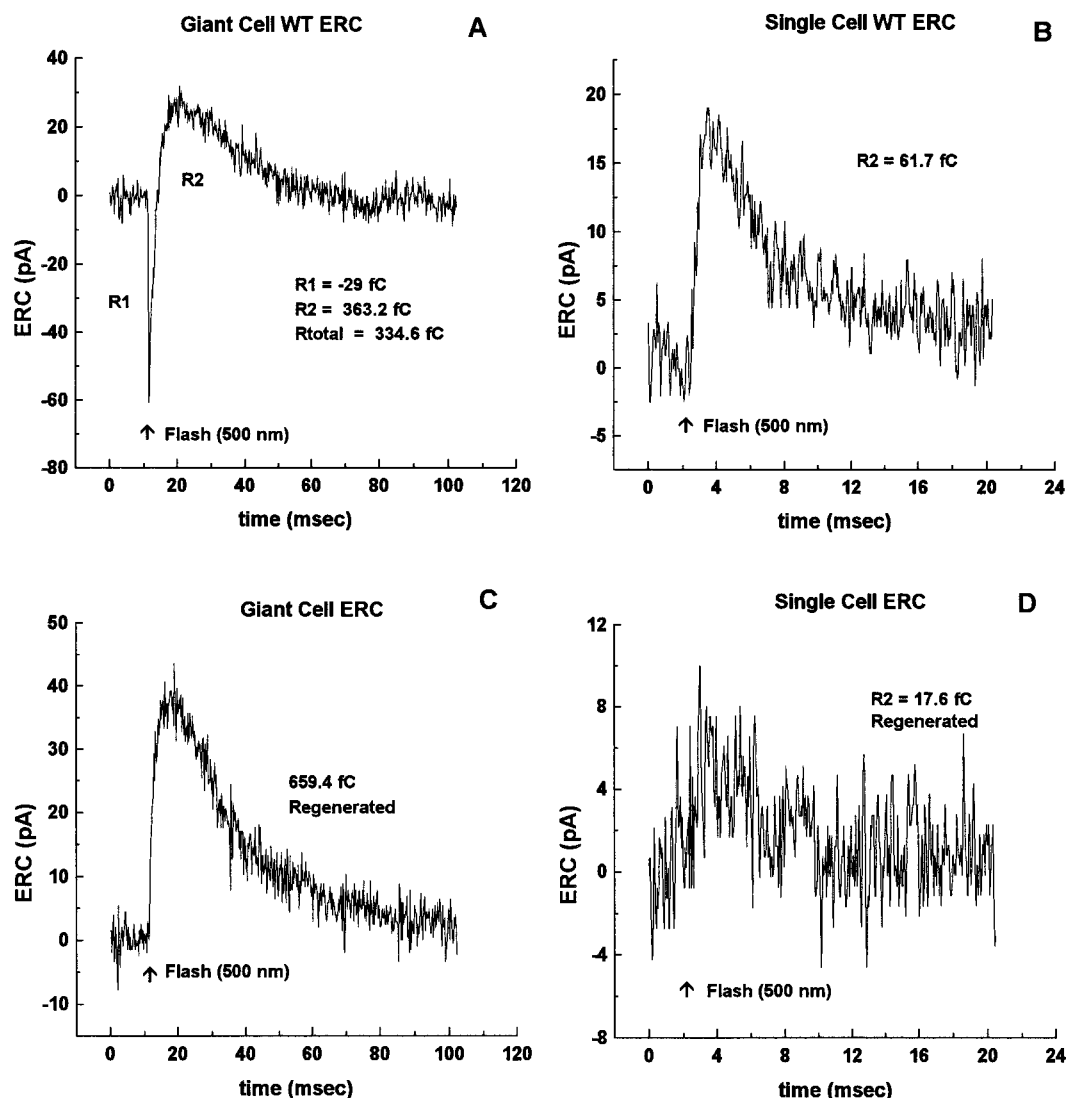 Giant Cell WT ERC
A
40
20
0
-20
-40
-60
-80
ERC (pA)
R1
R2
R1 = -29 fC
R2 = 363.2 fC
Rtotal = 334.6 fC
↑ Flash (500 nm)
0 20 40 60 80 100 120
time (msec)
Single Cell WT ERC
B
20
15
10
5
0
-5
ERC (pA)
R2 = 61.7 fC
↑ Flash (500 nm)
0 4 8 12 16 20 24
time (msec)
Giant Cell ERC
C
50
40
30
20
10
0
-10
ERC (pA)
659.4 fC
Regenerated
↑ Flash (500 nm)
0 20 40 60 80 100 120
time (msec)
Single Cell ERC
D
12
8
4
0
-4
-8
ERC (pA)
R2 = 17.6 fC
Regenerated
↑ Flash (500 nm)
0 4 8 12 16 20 24
time (msec)